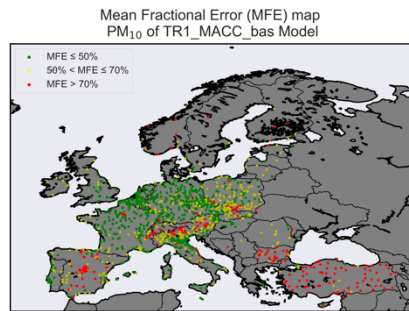 Mean Fractional Error (MFE) map
PM₁₀ of TR1_MACC_bas Model
MFE ≤ 50%
50% < MFE ≤ 70%
MFE > 70%